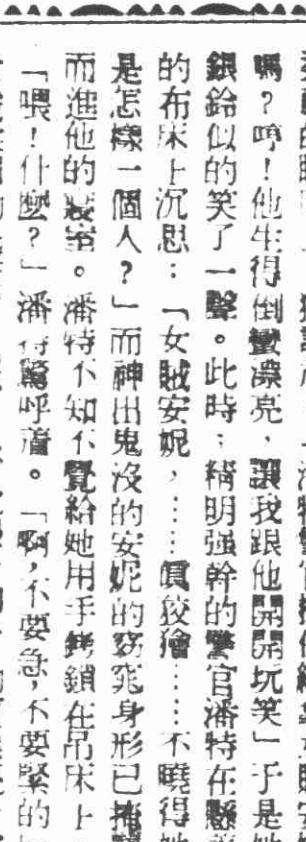 嗎？哼！他生得倒蠻漂亮，讓我跟他開開玩笑」于是她
銀鈴似的笑了一聲。此時；精明强幹的警官潘特在懸
的布床上沉思：「女賊安妮，……眞狡獪……不曉得她
是怎樣一個人？」而神出鬼沒的安妮的窈窕身形已掩
而進他的寢室。潘特不知不覺給她用手銬鎖在吊床上
「喂！什麼？」潘特驚呼着。「啊，不要急，不要緊的